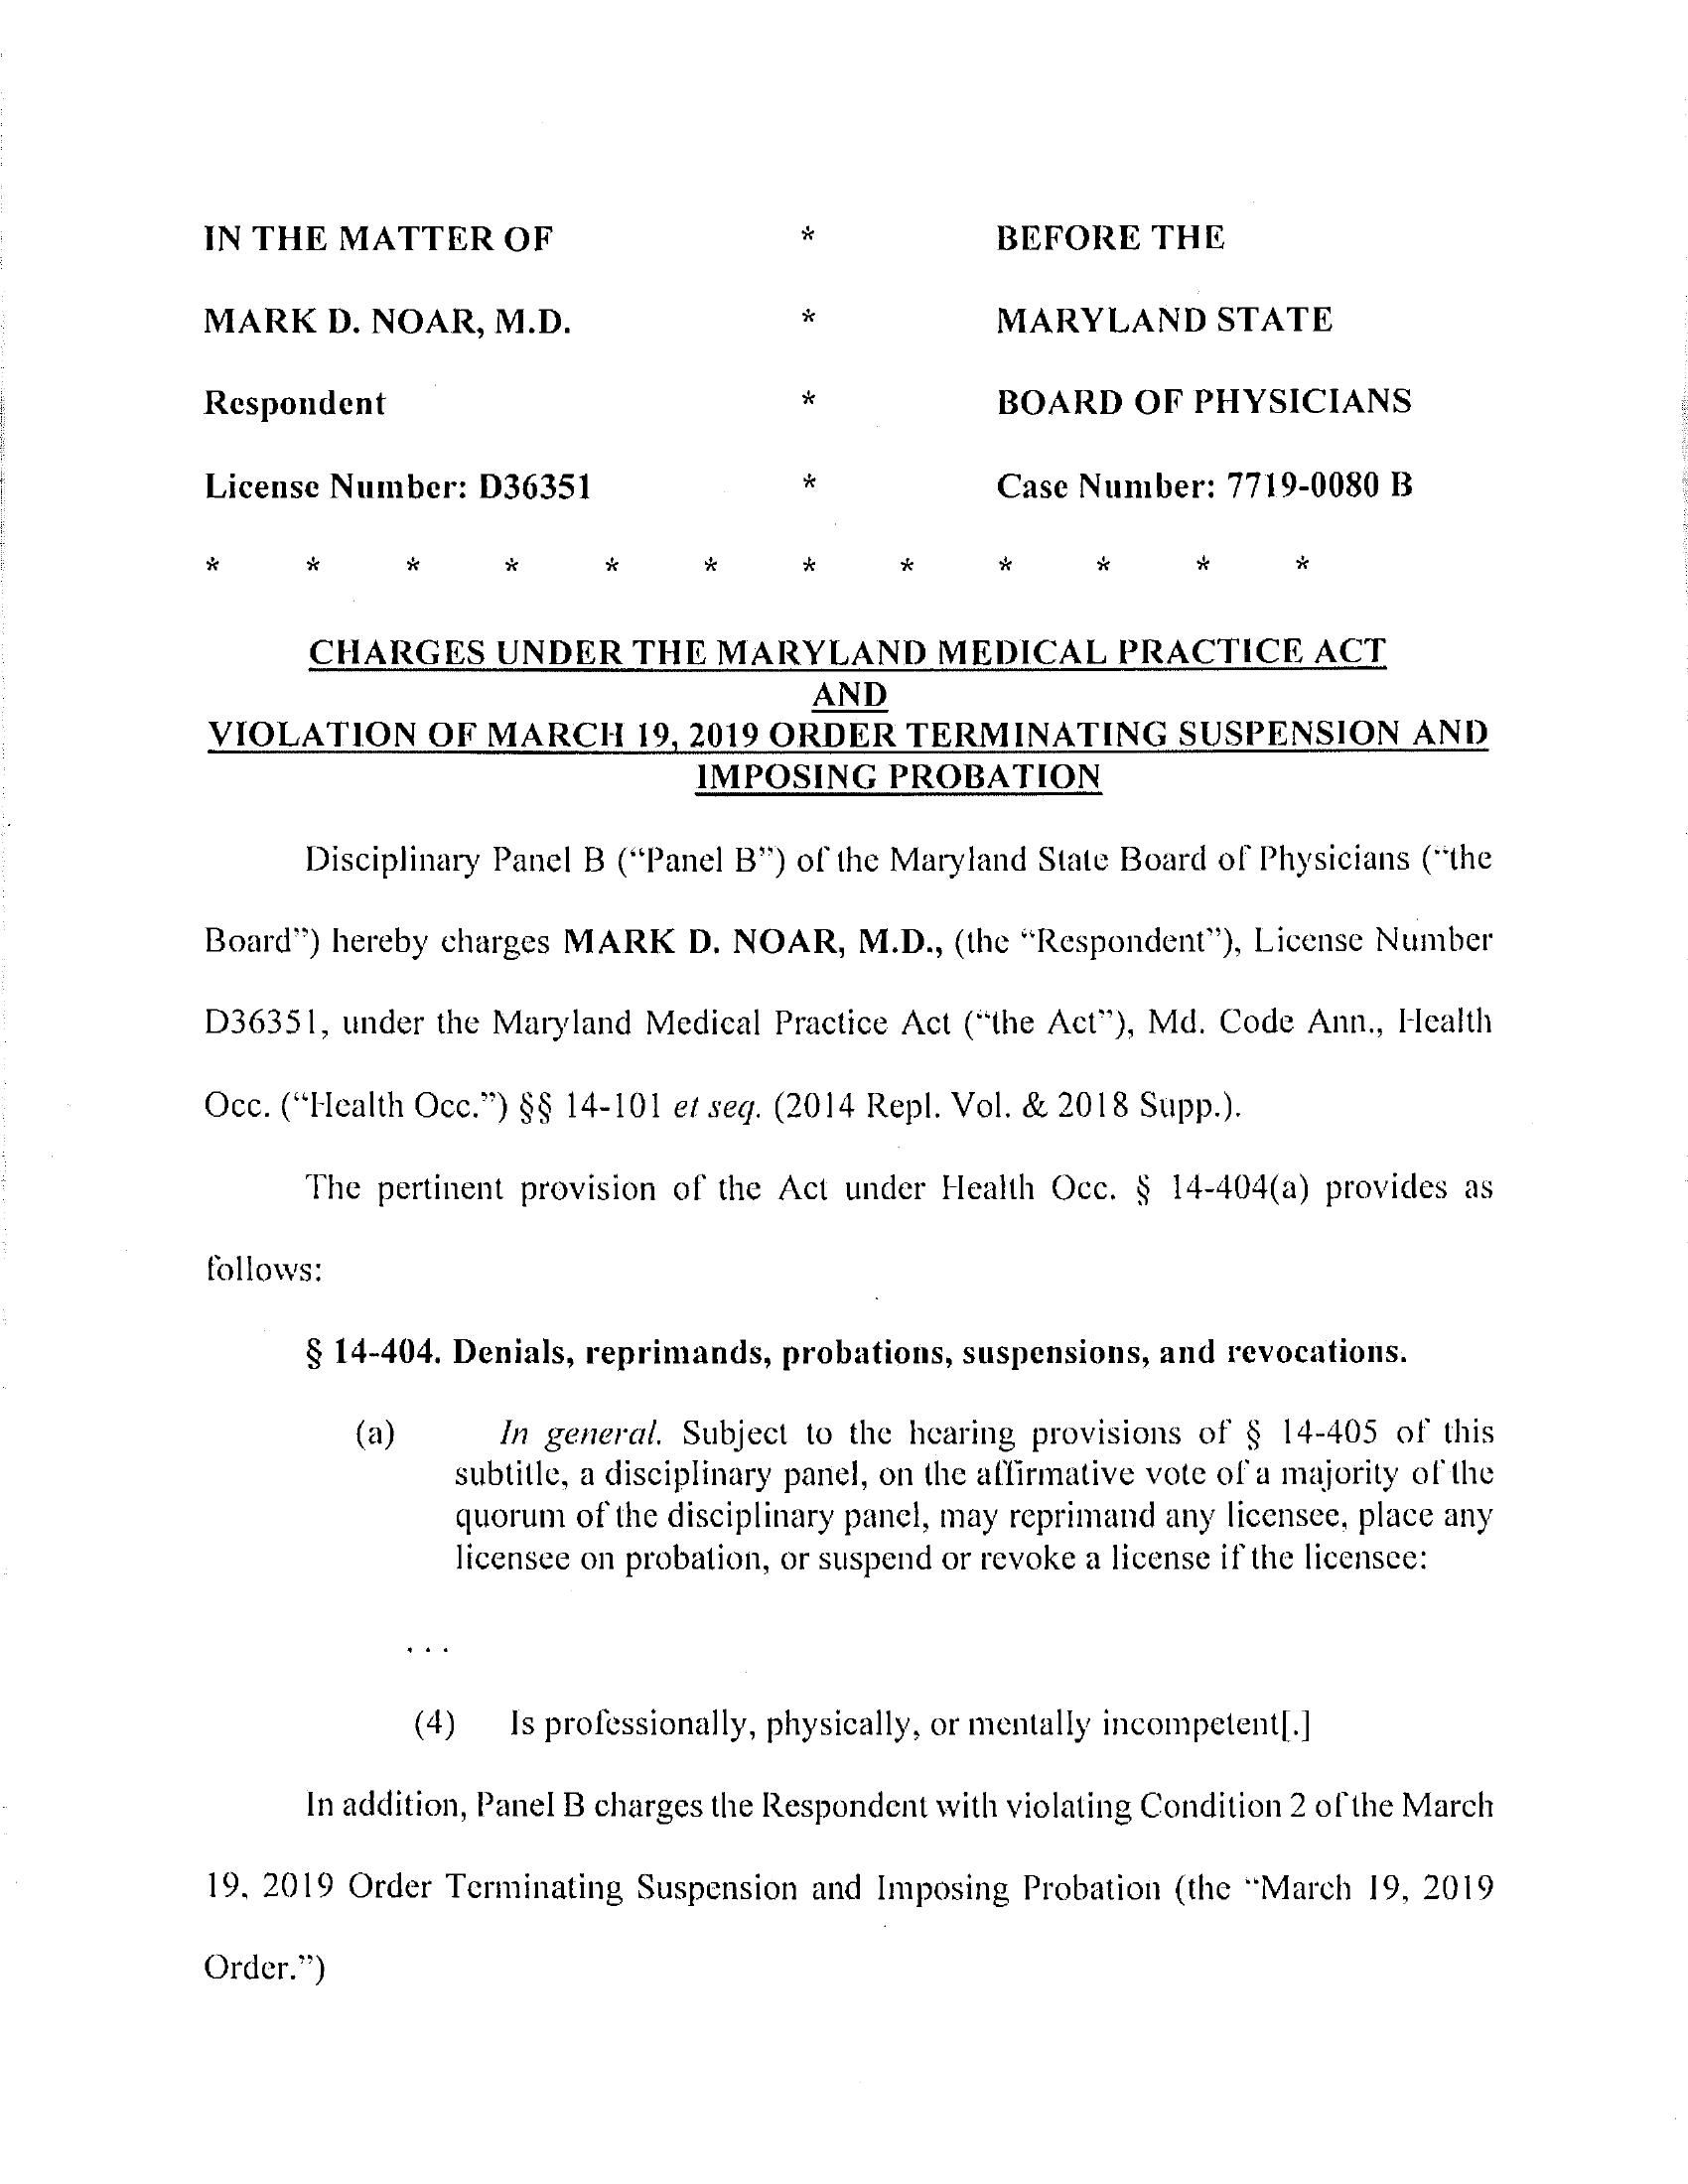 IN THE MATTER OF * BEFORE THE
MARK D. NOAR, M.D. * MARYLAND STATE
Respondent * BOARD OF PHYSICIANS
License Number: D36351 * Case Number: 7719-0080 B
* * * * * * * * * * * *
CHARGES UNDER THE MARYLAND MEDICAL PRACTICE ACT
AND
VIOLATION OF MARCH 19, 2019 ORDER TERMINATING SUSPENSION AND
IMPOSING PROBATION
Disciplinary Panel B (“Panel B”) of the Maryland State Board of Physicians (“the
Board”) hereby charges MARK D. NOAR, M.D., (the “Respondent”), License Number
D36351, under the Maryland Medical Practice Act (“the Act”), Md. Code Ann., Health
Occ. (“Health Occ.”) §§ 14-101 et seq. (2014 Repl. Vol. & 2018 Supp.).
The pertinent provision of the Act under Health Occ. § 14-404(a) provides as
follows:
§ 14-404. Denials, reprimands, probations, suspensions, and revocations.
(a) In general. Subject to the hearing provisions of § 14-405 of this
subtitle, a disciplinary panel, on the affirmative vote of a majority of the
quorum of the disciplinary panel, may reprimand any licensee, place any
licensee on probation, or suspend or revoke a license if the licensee:
. . .
(4) Is professionally, physically, or mentally incompetent[.]
In addition, Panel B charges the Respondent with violating Condition 2 of the March
19, 2019 Order Terminating Suspension and Imposing Probation (the “March 19, 2019
Order.”)